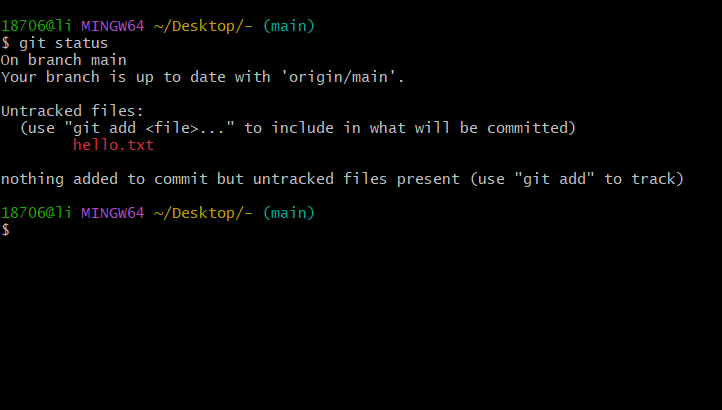 18706@li MINGW64 ~/Desktop/- (main)
$ git status
On branch main
Your branch is up to date with 'origin/main'.

Untracked files:
  (use "git add <file>..." to include in what will be committed)
        hello.txt

nothing added to commit but untracked files present (use "git add" to track)

18706@li MINGW64 ~/Desktop/- (main)
$